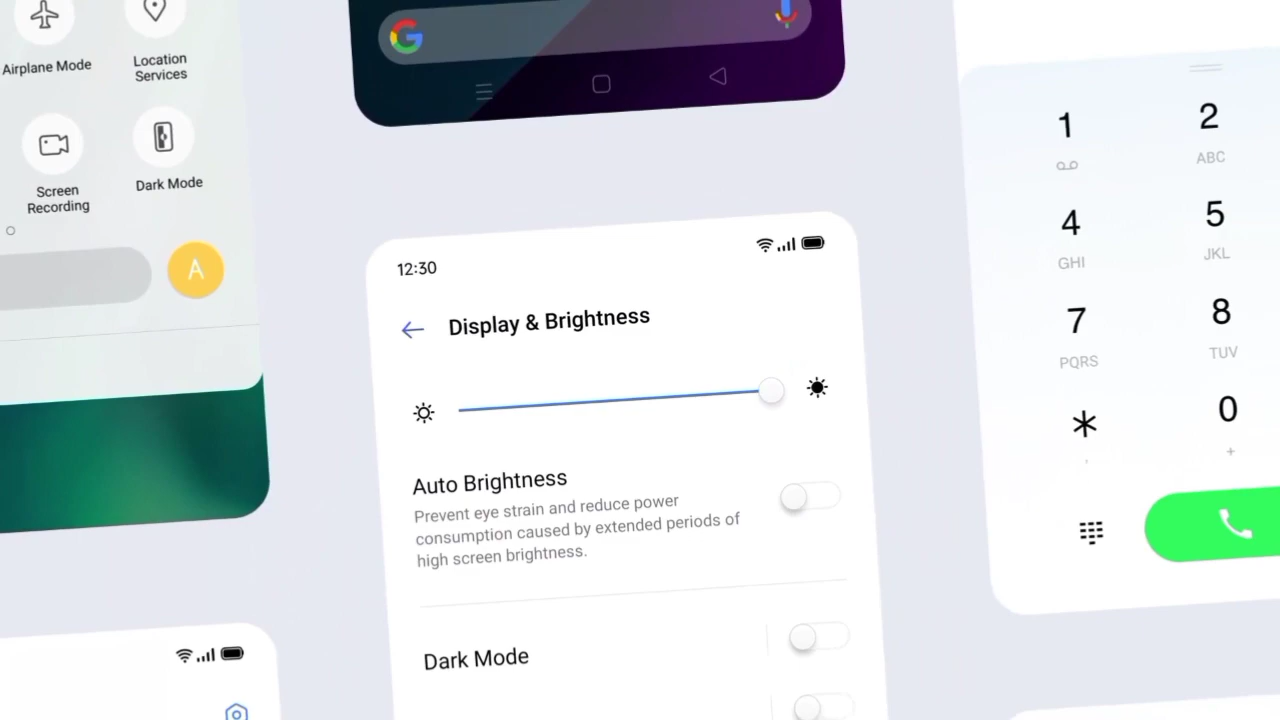 Airplane Mode
Location
Services
Screen
Recording
Dark Mode
A
12:30
Display & Brightness
Auto Brightness
Prevent eye strain and reduce power
consumption caused by extended periods of
high screen brightness.
Dark Mode
1
2
ABC
4
GHI
5
JKL
7
PQRS
8
TUV
*
0
+